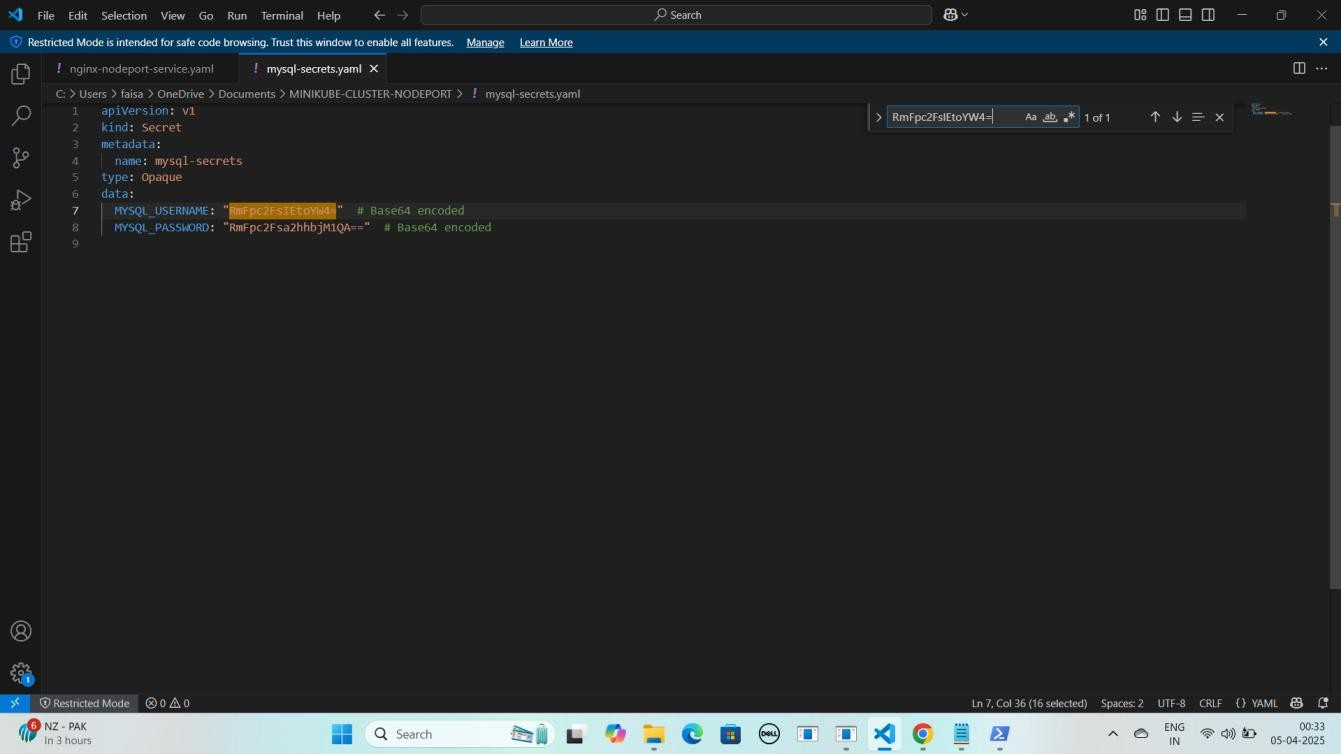 File Edit Selection View Go Run Terminal Help Search
Restricted Mode is intended for safe code browsing. Trust this window to enable all features. Manage Learn More
nginx-nodeport-service.yaml mysql-secrets.yaml
C: > Users > faisa > OneDrive > Documents > MINIKUBE-CLUSTER-NODEPORT > ! mysql-secrets.yaml
RmFpc2FsIEtoYW4= Aa ab 1 of 1
1 apiVersion: v1
2 kind: Secret
3 metadata:
4 name: mysql-secrets
5 type: Opaque
6 data:
7 MYSQL_USERNAME: "RmFpc2FsIEtoYW4=" # Base64 encoded
8 MYSQL_PASSWORD: "RmFpc2Fsa2hhbjM1QA==" # Base64 encoded
9
1
Restricted Mode 0 0 Ln 7, Col 36 (16 selected) Spaces: 2 UTF-8 CRLF {} YAML
6 NZ - PAK
In 3 hours
Search
DELL
ENG
IN
00:33
05-04-2025